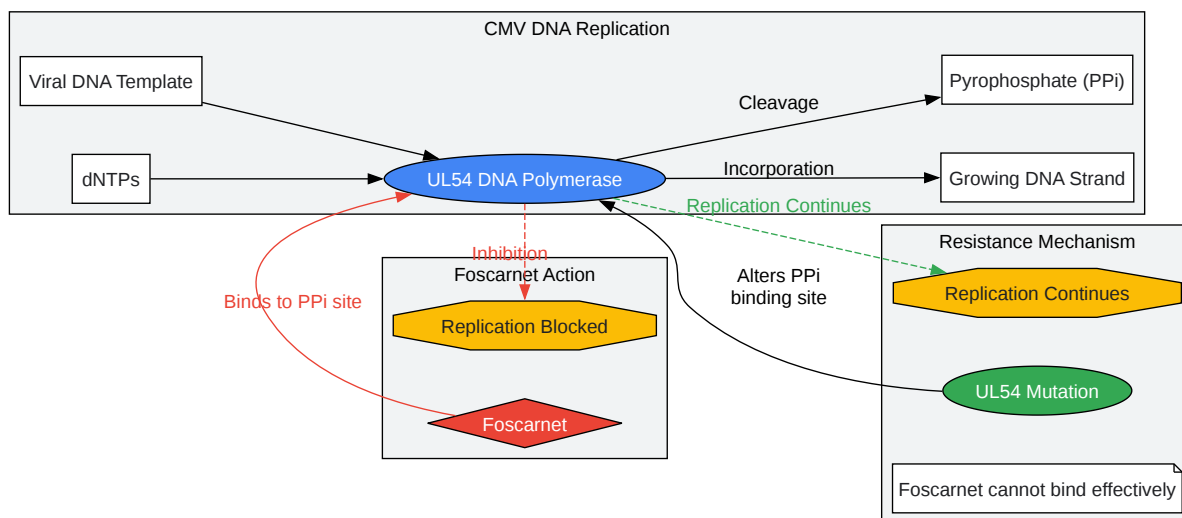 CMV DNA Replication
Viral DNA Template
Pyrophosphate (PPi)
Cleavage
dNTPs
UL54 DNA Polymerase
Incorporation
Growing DNA Strand
Replication Continues
Inhibition
Foscarnet Action
Resistance Mechanism
Binds to PPi site
Alters PPi
binding site
Replication Continues
Replication Blocked
UL54 Mutation
Foscarnet
Foscarnet cannot bind effectively